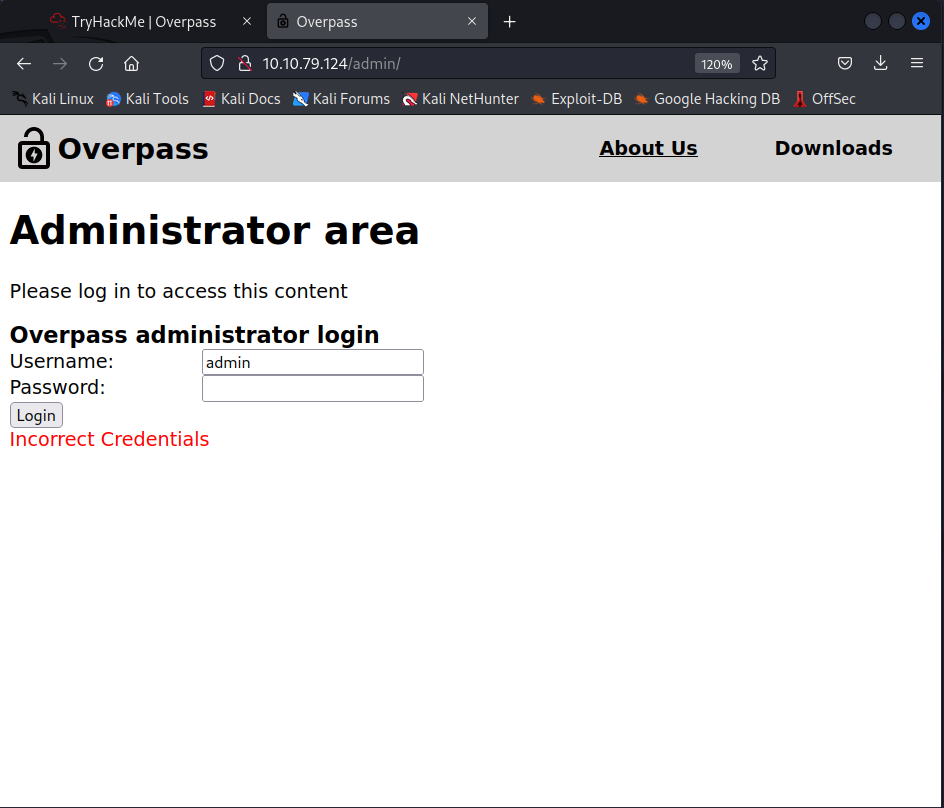 TryHackMe | Overpass
Overpass
10.10.79.124/admin/
120%
Kali Linux
Kali Tools
Kali Docs
Kali Forums
Kali NetHunter
Exploit-DB
Google Hacking DB
OffSec
Overpass
About Us
Downloads
Administrator area
Please log in to access this content
Overpass administrator login
Username:
admin
Password:
Login
Incorrect Credentials